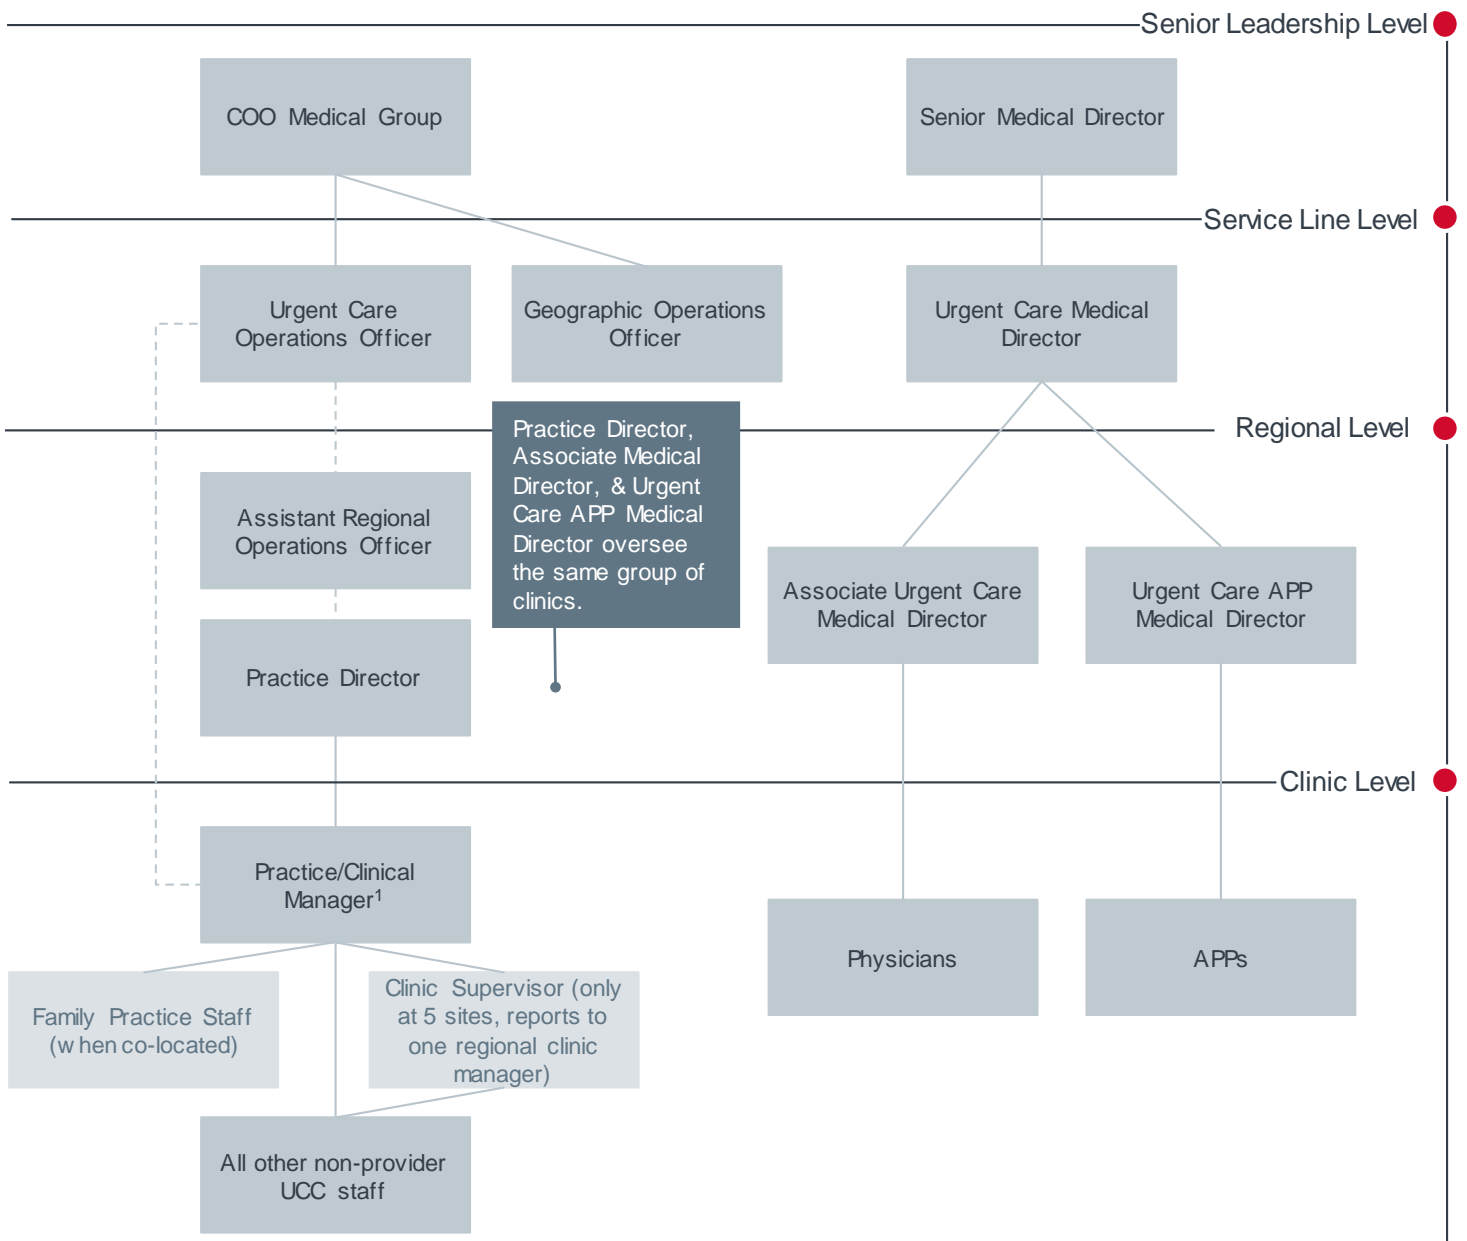 Senior Leadership Level
COO Medical Group
Senior Medical Director
Service Line Level
Urgent Care
Operations Officer
Geographic Operations
Officer
Urgent Care Medical
Director
Regional Level
Practice Director,
Associate Medical
Director, & Urgent
Care APP Medical
Director oversee
the same group of
clinics.
Assistant Regional
Operations Officer
Associate Urgent Care
Medical Director
Urgent Care APP
Medical Director
Practice Director
Clinic Level
Practice/Clinical
Manager¹
Physicians
APPs
Family Practice Staff
(when co-located)
Clinic Supervisor (only
at 5 sites, reports to
one regional clinic
manager)
All other non-provider
UCC staff